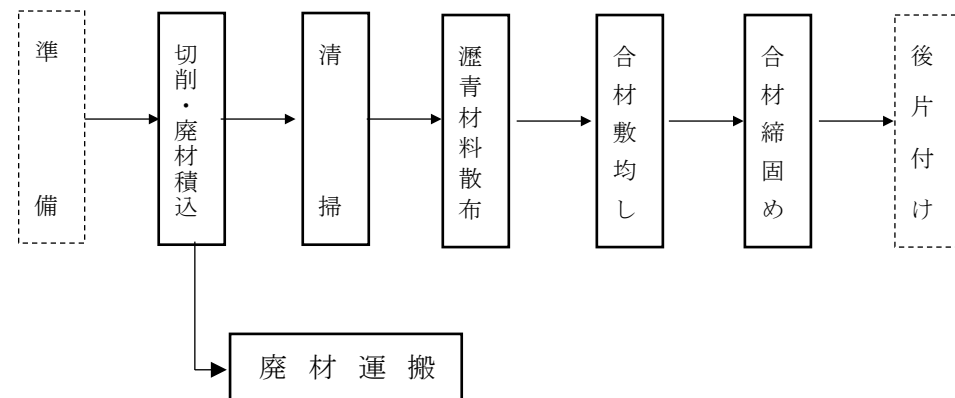 準備
切削・廃材積込
清掃
瀝青材料散布
合材敷均し
合材締固め
後片付け
廃材運搬